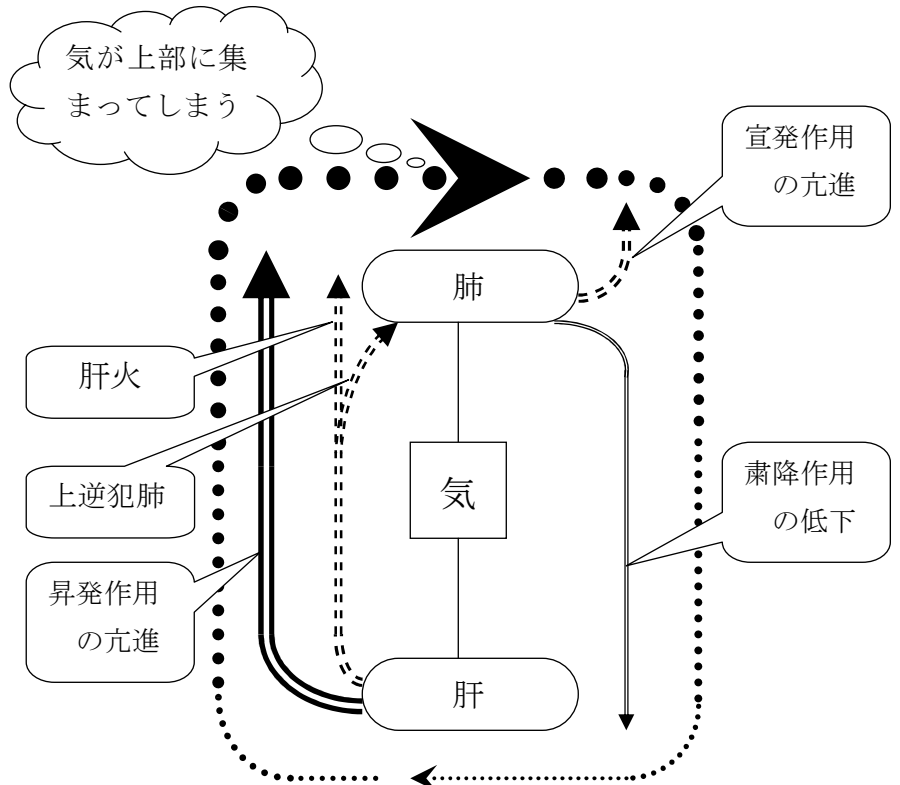 気が上部に集
まってしまう
宣発作用
の亢進
肺
肝火
上逆犯肺
気
粛降作用
の低下
昇発作用
の亢進
肝